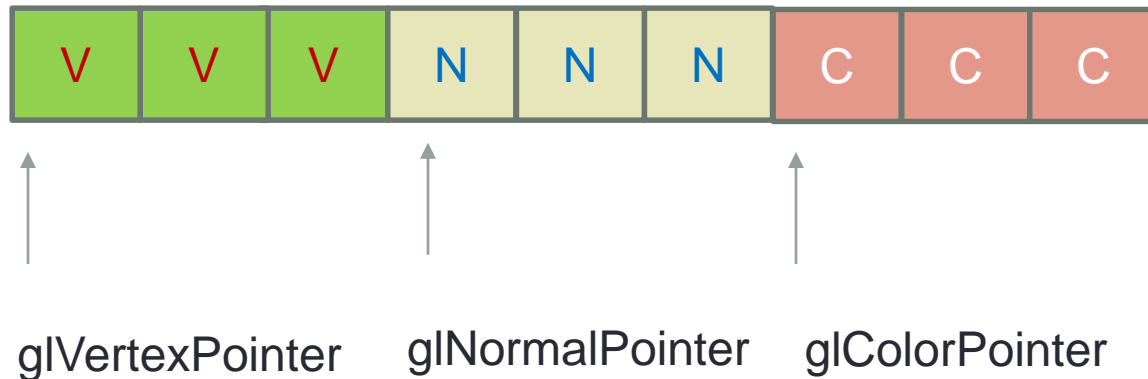 V V V N N N C C C
glVertexPointer glNormalPointer glColorPointer